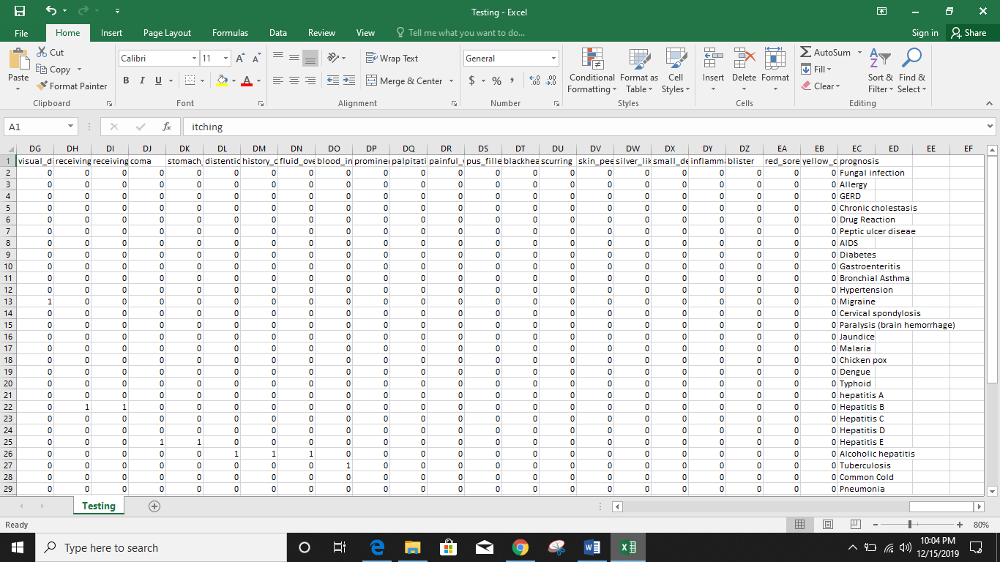 Testing - Excel
File Home Insert Page Layout Formulas Data Review View Tell me what you want to do... Sign in Share
Cut
Copy
Format Painter
Paste
Clipboard
Calibri 11
B I U
Font
Wrap Text
Merge & Center
Alignment
General
$ % ,
Number
Conditional Formatting
Format as Table
Cell Styles
Styles
Insert Delete Format
Cells
AutoSum
Fill
Clear
Sort & Filter
Find & Select
Editing
A1 fx itching
DG DH DI DJ DK DL DM DN DO DP DQ DR DS DT DU DV DW DX DY DZ EA EB EC ED EE EF
1 visual_di receiving receiving coma stomach_ distentio history_o fluid_ove blood_in prominen palpitati painful_w pus_fille blackhea scurring skin_pee silver_lik small_de inflamma blister red_sore yellow_c prognosis
2 0 0 0 0 0 0 0 0 0 0 0 0 0 0 0 0 0 0 0 0 0 0 Fungal infection
3 0 0 0 0 0 0 0 0 0 0 0 0 0 0 0 0 0 0 0 0 0 0 Allergy
4 0 0 0 0 0 0 0 0 0 0 0 0 0 0 0 0 0 0 0 0 0 0 GERD
5 0 0 0 0 0 0 0 0 0 0 0 0 0 0 0 0 0 0 0 0 0 0 Chronic cholestasis
6 0 0 0 0 0 0 0 0 0 0 0 0 0 0 0 0 0 0 0 0 0 0 Drug Reaction
7 0 0 0 0 0 0 0 0 0 0 0 0 0 0 0 0 0 0 0 0 0 0 Peptic ulcer diseae
8 0 0 0 0 0 0 0 0 0 0 0 0 0 0 0 0 0 0 0 0 0 0 AIDS
9 0 0 0 0 0 0 0 0 0 0 0 0 0 0 0 0 0 0 0 0 0 0 Diabetes
10 0 0 0 0 0 0 0 0 0 0 0 0 0 0 0 0 0 0 0 0 0 0 Gastroenteritis
11 0 0 0 0 0 0 0 0 0 0 0 0 0 0 0 0 0 0 0 0 0 0 Bronchial Asthma
12 0 0 0 0 0 0 0 0 0 0 0 0 0 0 0 0 0 0 0 0 0 0 Hypertension
13 1 0 0 0 0 0 0 0 0 0 0 0 0 0 0 0 0 0 0 0 0 0 Migraine
14 0 0 0 0 0 0 0 0 0 0 0 0 0 0 0 0 0 0 0 0 0 0 Cervical spondylosis
15 0 0 0 0 0 0 0 0 0 0 0 0 0 0 0 0 0 0 0 0 0 0 Paralysis (brain hemorrhage)
16 0 0 0 0 0 0 0 0 0 0 0 0 0 0 0 0 0 0 0 0 0 0 Jaundice
17 0 0 0 0 0 0 0 0 0 0 0 0 0 0 0 0 0 0 0 0 0 0 Malaria
18 0 0 0 0 0 0 0 0 0 0 0 0 0 0 0 0 0 0 0 0 0 0 Chicken pox
19 0 0 0 0 0 0 0 0 0 0 0 0 0 0 0 0 0 0 0 0 0 0 Dengue
20 0 0 0 0 0 0 0 0 0 0 0 0 0 0 0 0 0 0 0 0 0 0 Typhoid
21 0 0 0 0 0 0 0 0 0 0 0 0 0 0 0 0 0 0 0 0 0 0 hepatitis A
22 0 1 1 0 0 0 0 0 0 0 0 0 0 0 0 0 0 0 0 0 0 0 Hepatitis B
23 0 0 0 0 0 0 0 0 0 0 0 0 0 0 0 0 0 0 0 0 0 0 Hepatitis C
24 0 0 0 0 0 0 0 0 0 0 0 0 0 0 0 0 0 0 0 0 0 0 Hepatitis D
25 0 0 0 1 1 0 0 0 0 0 0 0 0 0 0 0 0 0 0 0 0 0 Hepatitis E
26 0 0 0 0 0 1 1 1 0 0 0 0 0 0 0 0 0 0 0 0 0 0 Alcoholic hepatitis
27 0 0 0 0 0 0 0 0 1 0 0 0 0 0 0 0 0 0 0 0 0 0 Tuberculosis
28 0 0 0 0 0 0 0 0 0 0 0 0 0 0 0 0 0 0 0 0 0 0 Common Cold
29 0 0 0 0 0 0 0 0 0 0 0 0 0 0 0 0 0 0 0 0 0 0 Pneumonia
Testing
Ready 80%
Type here to search
10:04 PM
12/15/2019